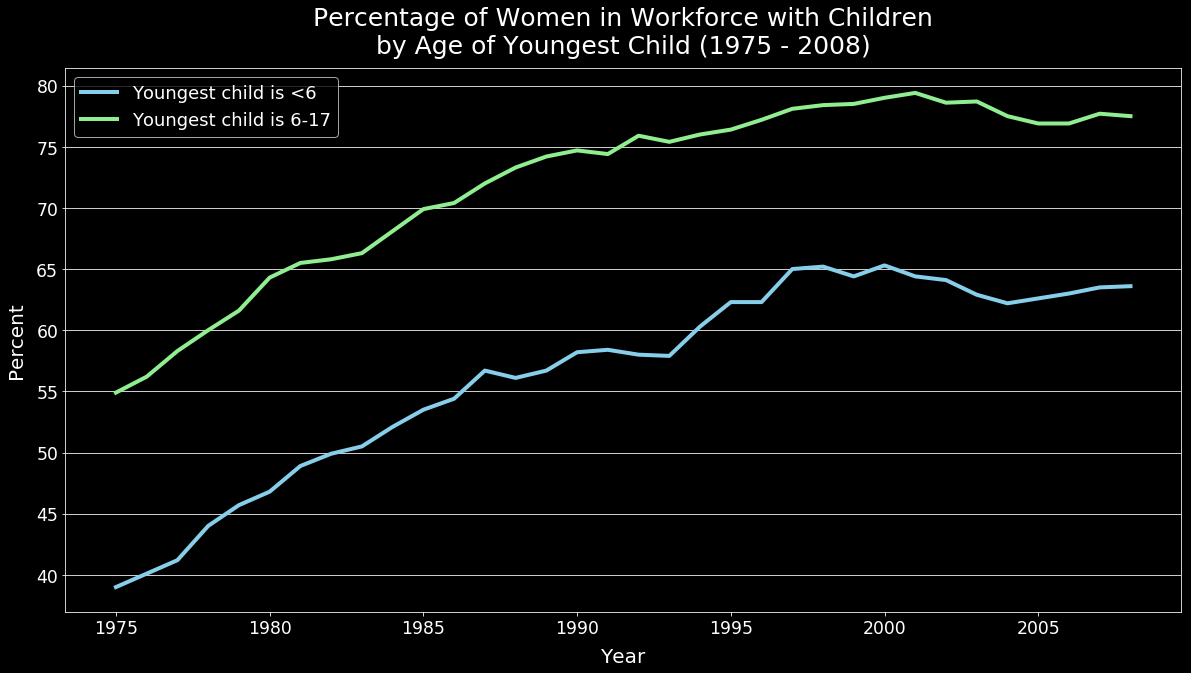 Percentage of Women in Workforce with Children
by Age of Youngest Child (1975 - 2008)
Youngest child is <6
Youngest child is 6-17
Percent
80
75
70
65
60
55
50
45
40
1975 1980 1985 1990 1995 2000 2005
Year